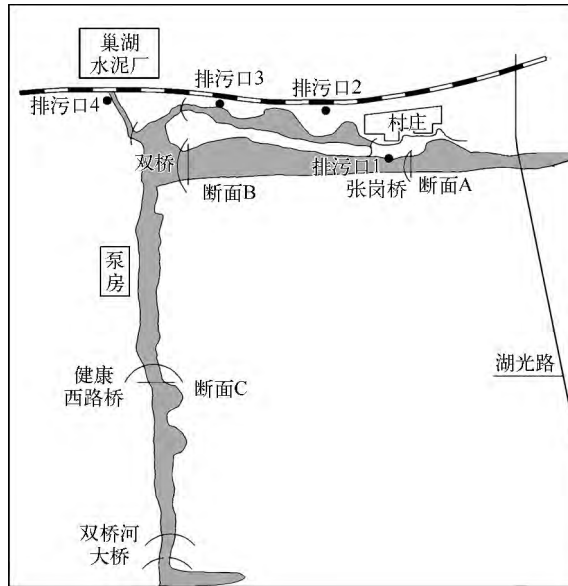 巢湖
水泥厂
排污口3
排污口2
排污口4
村庄
双桥
排污口1
断面B
张岗桥
断面A
泵
房
健康
西路桥
断面C
湖光路
双桥河
大桥